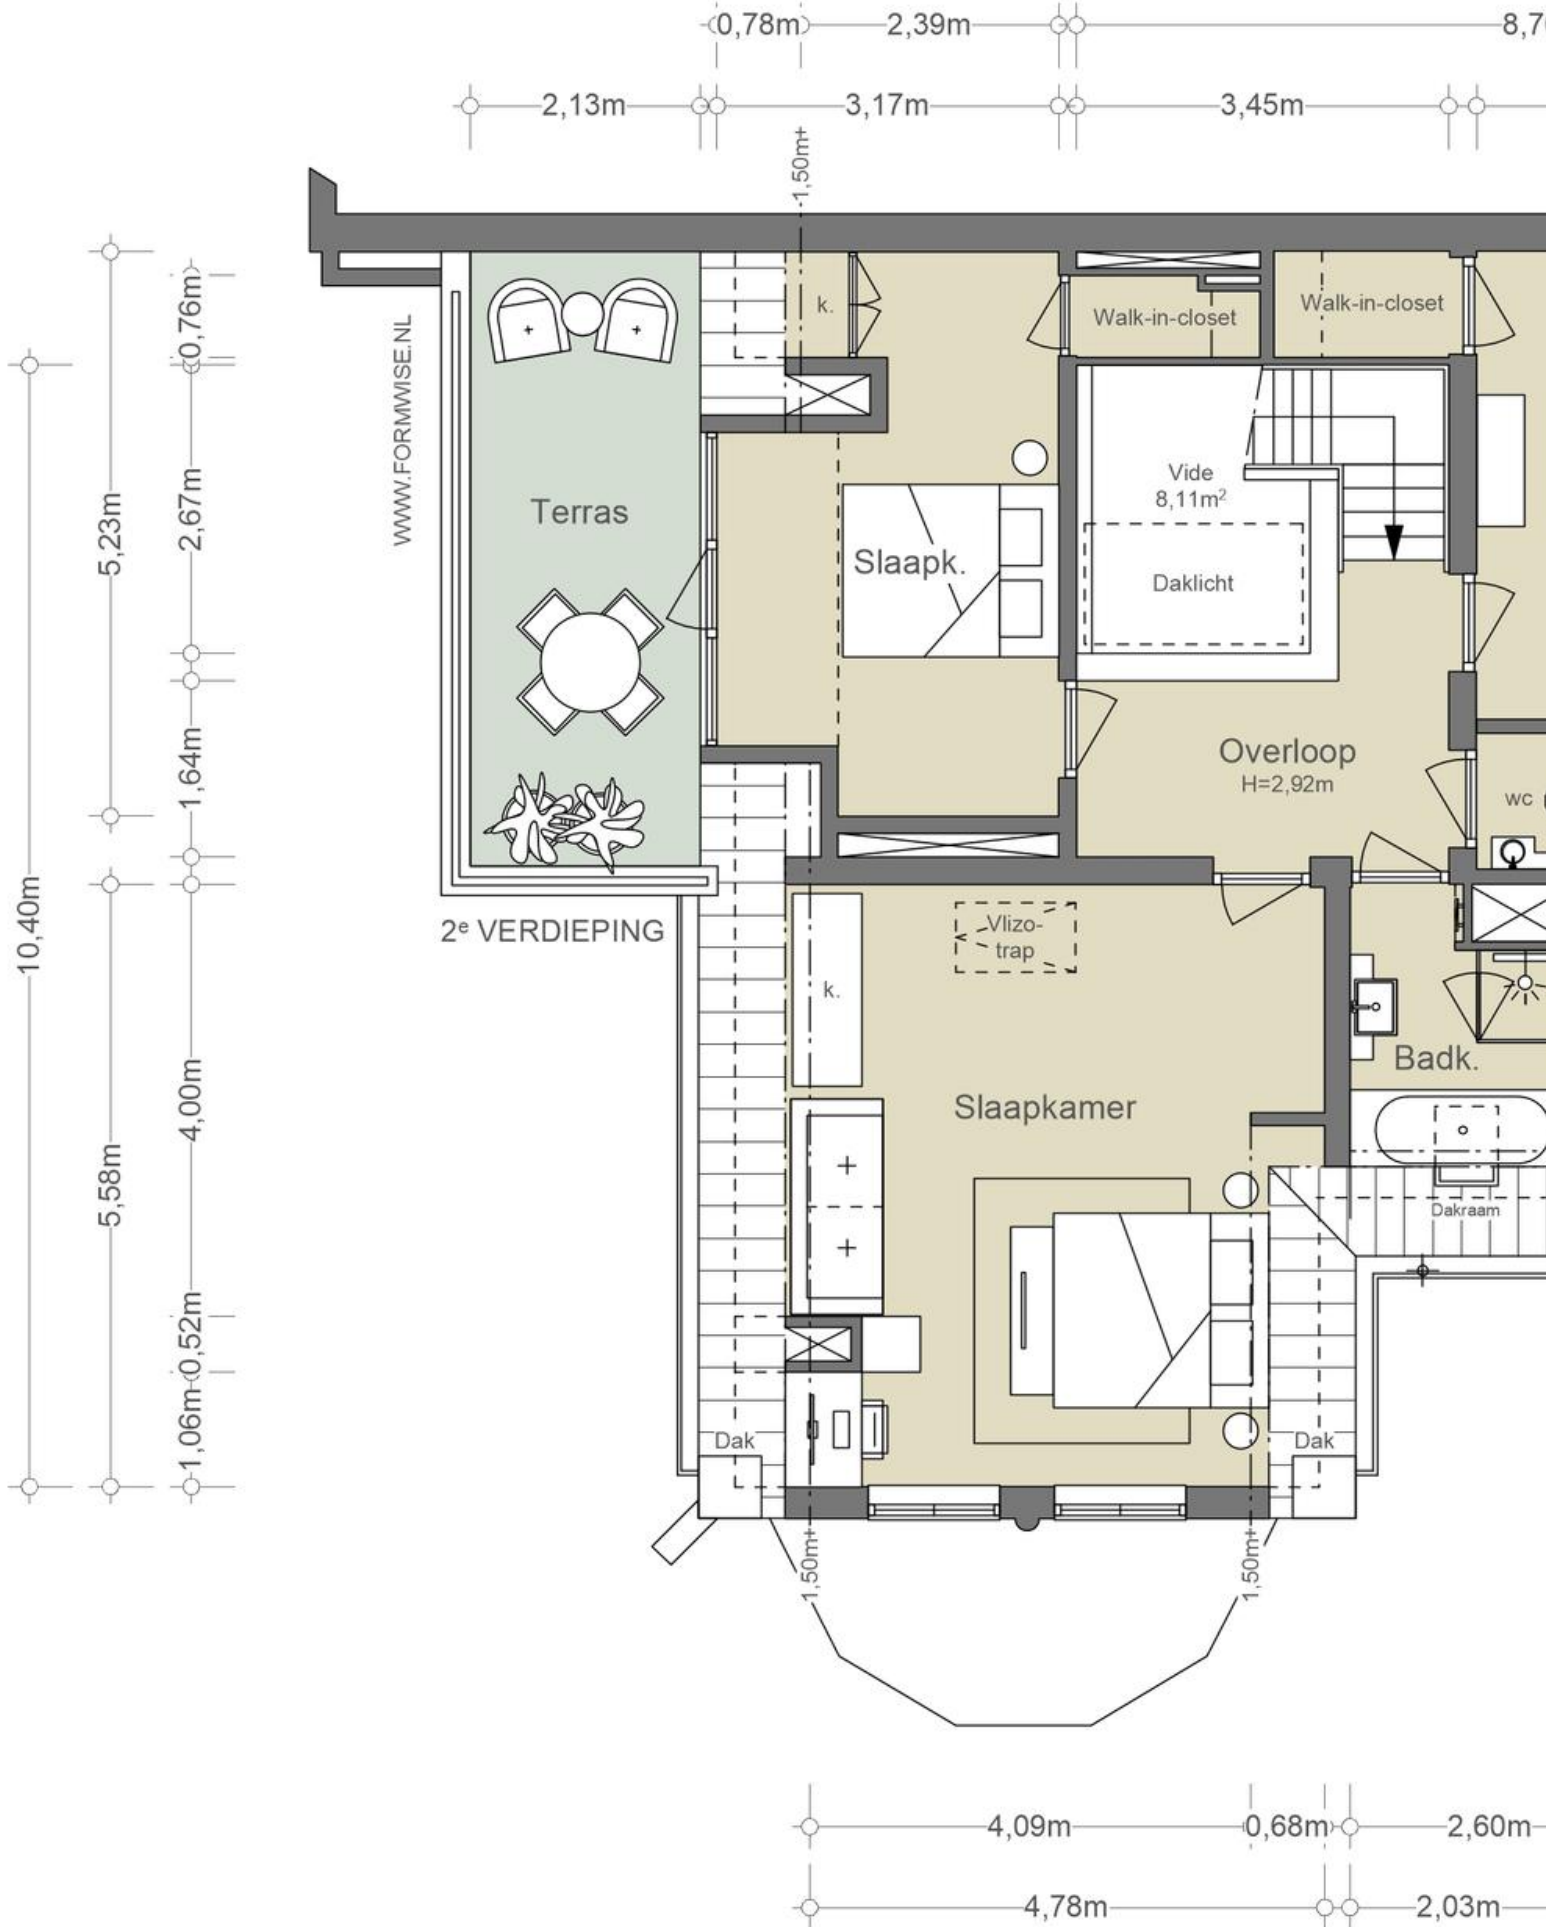 0,78m
2,39m
2,13m
3,17m
3,45m
1,50m+
0,76m
k.
Walk-in-closet
Walk-in-closet
WWW.FORMWISE.NL
5,23m
2,67m
Vide
8,11m²
Terras
Slaapk.
Daklicht
1,64m
Overloop
H=2,92m
wc
10,40m
2ᵉ VERDIEPING
Vlizo-
trap
k.
4,00m
5,58m
Slaapkamer
Badk.
Dakraam
0,52m
1,06m
Dak
Dak
1,50m+
1,50m+
4,09m
0,68m
2,60m
4,78m
2,03m